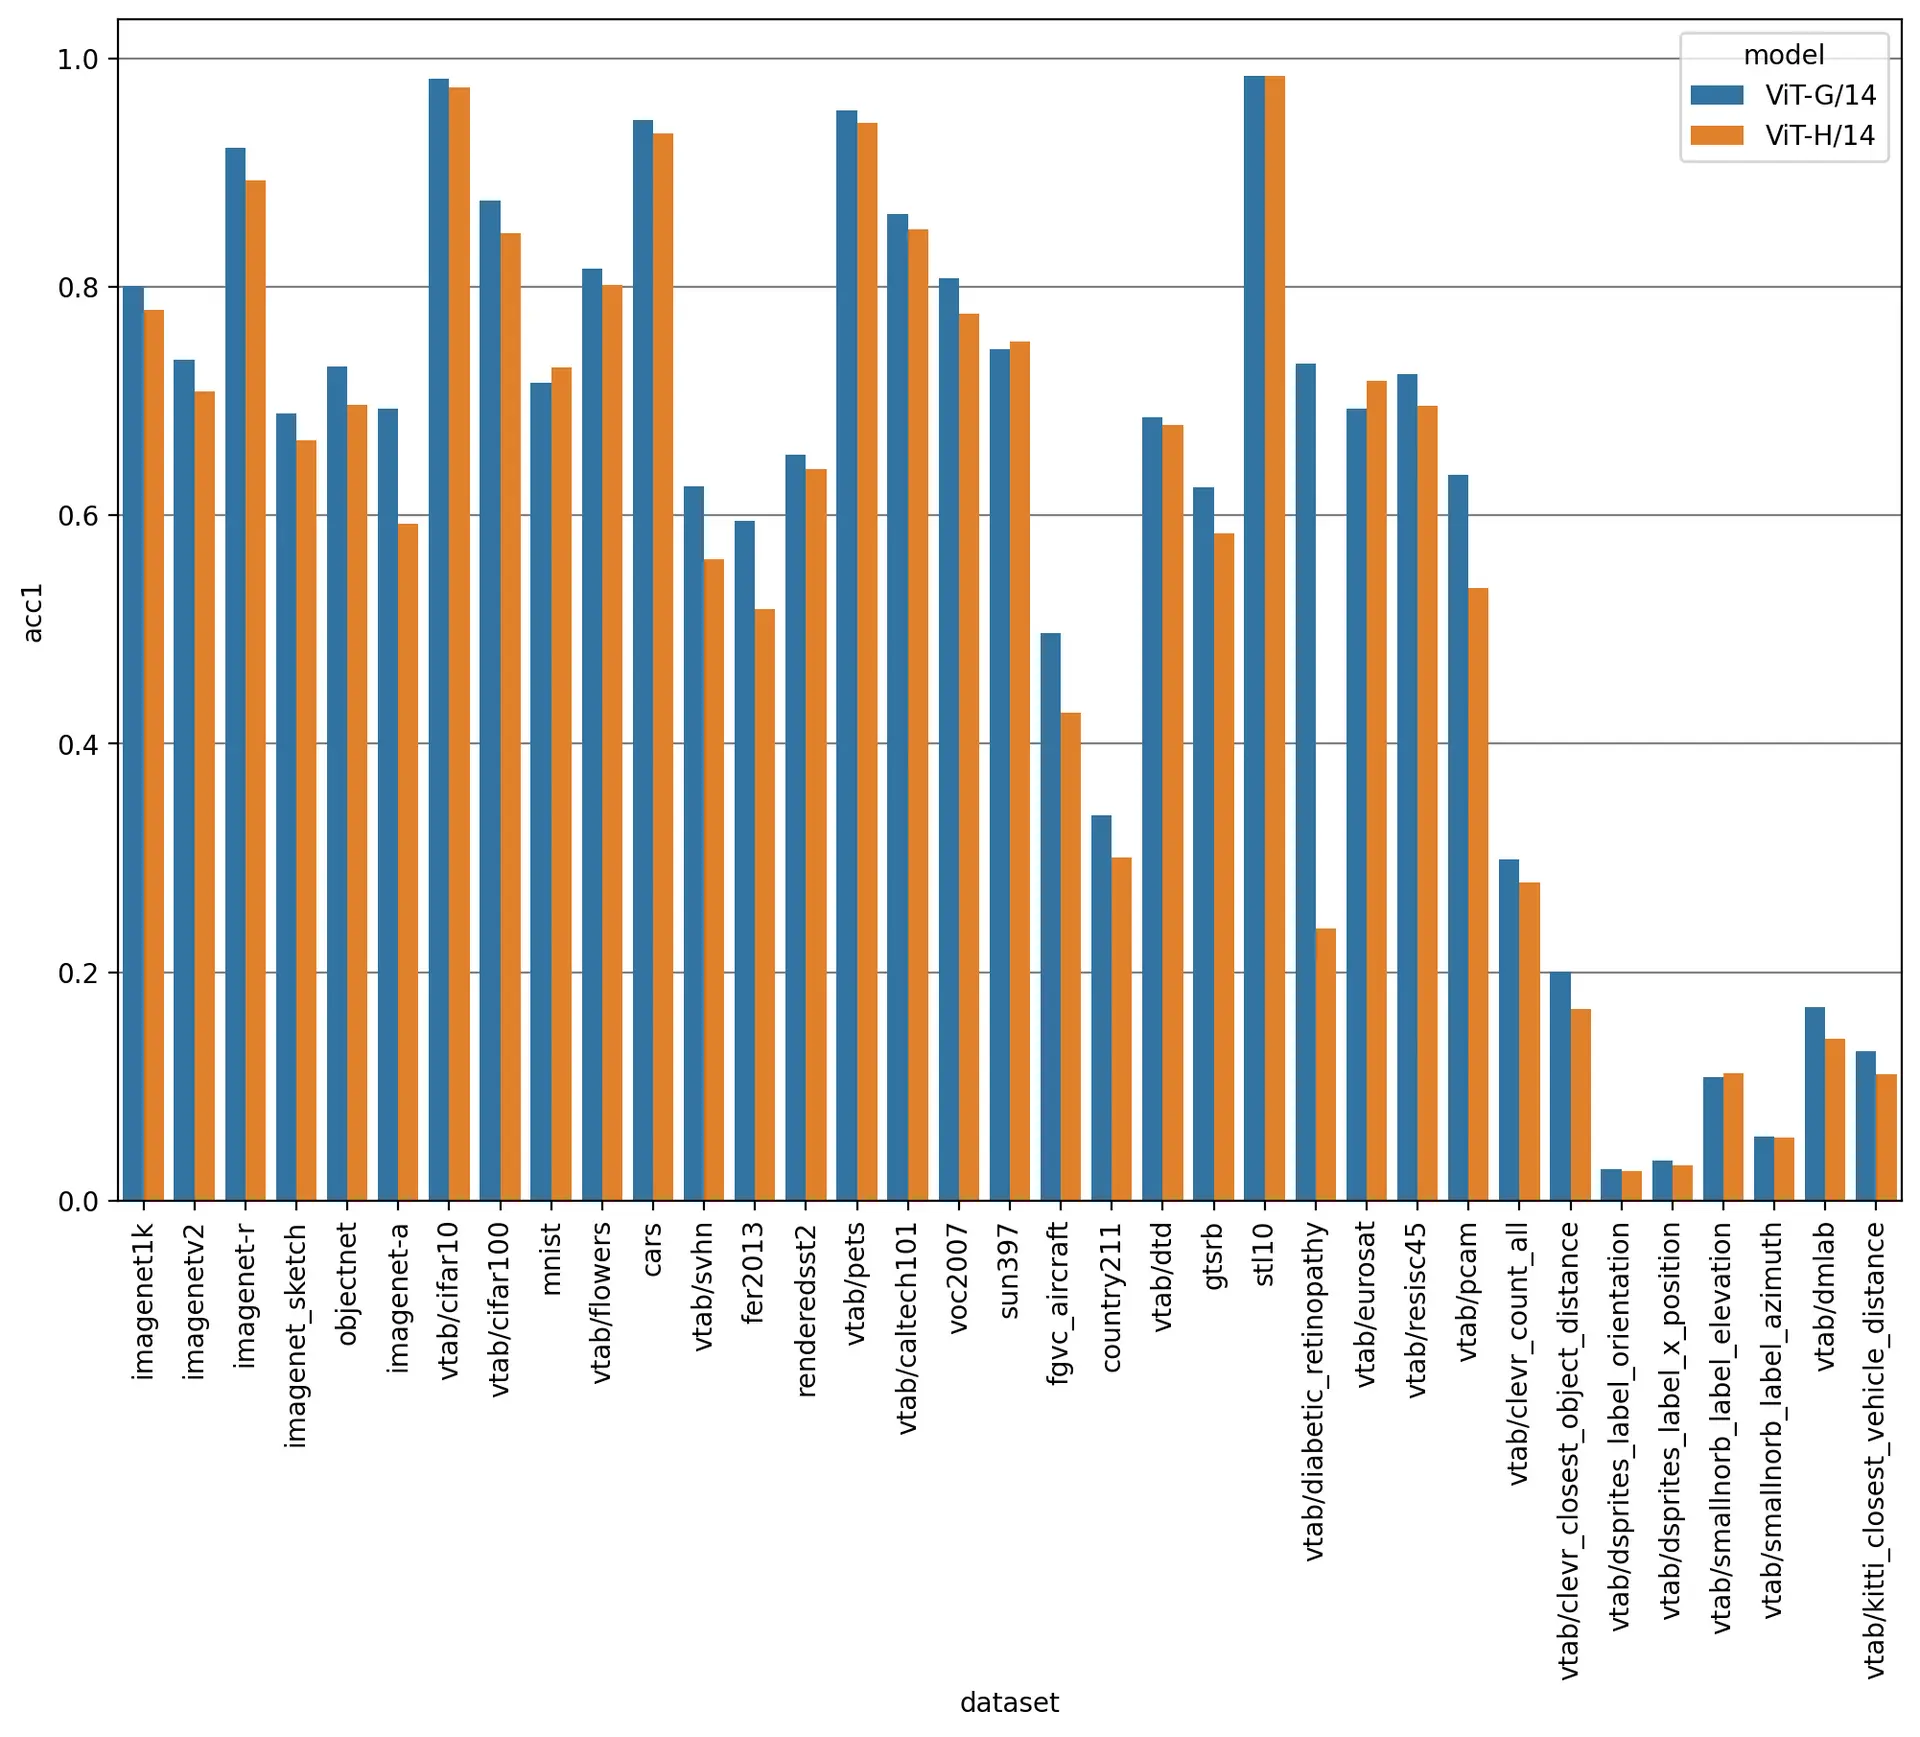 model
ViT-G/14
ViT-H/14
1.0
0.8
0.6
0.4
0.2
0.0
acc1
imagenet1k
imagenetv2
imagenet-r
imagenet_sketch
objectnet
imagenet-a
vtab/cifar10
vtab/cifar100
mnist
vtab/flowers
cars
vtab/svhn
fer2013
renderedsst2
vtab/pets
vtab/caltech101
voc2007
sun397
fgvc_aircraft
country211
vtab/dtd
gtsrb
stl10
vtab/diabetic_retinopathy
vtab/eurosat
vtab/resisc45
vtab/pcam
vtab/clevr_count_all
vtab/clevr_closest_object_distance
vtab/dsprites_label_orientation
vtab/dsprites_label_x_position
vtab/smallnorb_label_elevation
vtab/smallnorb_label_azimuth
vtab/dmlab
vtab/kitti_closest_vehicle_distance
dataset